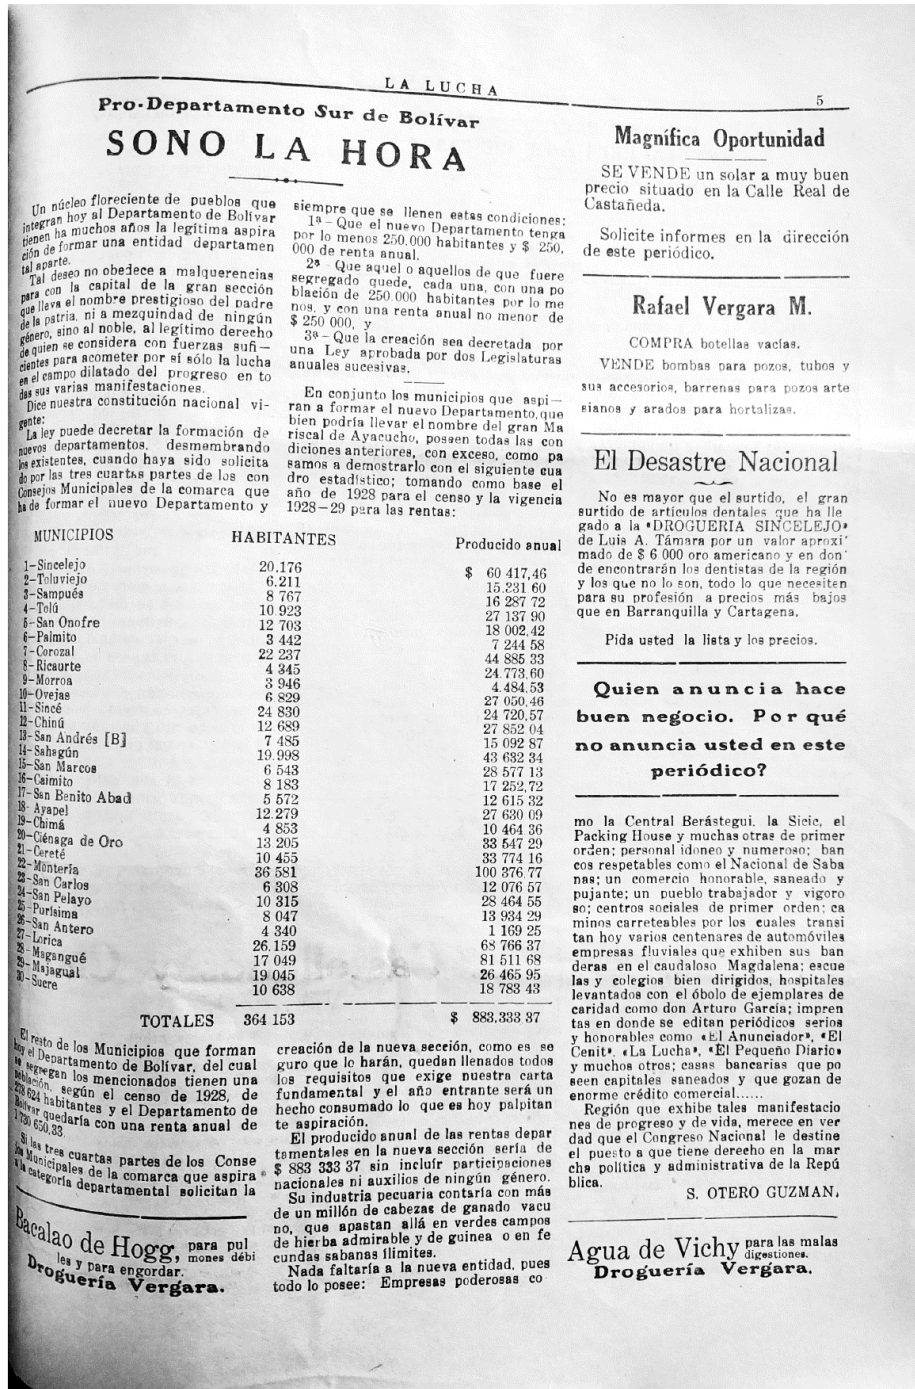 LA LUCHA
5
Pro-Departamento Sur de Bolívar
SONO LA HORA
Un núcleo floreciente de pueblos que
integran hoy al Departamento de Bolívar
tienen ha muchos años la legítima aspira
ción de formar una entidad departamen
tal aparte.
Tal deseo no obedece a malquerencias
para con la capital de la gran sección
que lleva el nombre prestigioso del padre
de la patria, ni a mezquindad de ningún
género, sino al noble, al legítimo derecho
de quien se considera con fuerzas sufi—
cientes para acometer por sí sólo la lucha
en el campo dilatado del progreso en to
das sus varias manifestaciones.
Dice nuestra constitución nacional vi-
gente:
La ley puede decretar la formación de
nuevos departamentos, desmembrando
los existentes, cuando haya sido solicita
do por las tres cuartas partes de los con
Consejos Municipales de la comarca que
ha de formar el nuevo Departamento y
siempre que se llenen estas condiciones:
1ª—Que el nuevo Departamento tenga
por lo menos 250.000 habitantes y $ 250,
000 de renta anual.
2ª Que aquel o aquellos de que fuere
segregado quede, cada una, con una po
blación de 250.000 habitantes por lo me
nos, y con una renta anual no menor de
$ 250 000, y
3ª—Que la creación sea decretada por
una Ley aprobada por dos Legislaturas
anuales sucesivas.
En conjunto los municipios que aspi—
ran a formar el nuevo Departamento, que
bien podría llevar el nombre del gran Ma
riscal de Ayacucho, possen todas las con
diciones anteriores, con exceso, como pa
samos a demostrarlo con el siguiente cua
dro estadístico; tomando como base el
año de 1928 para el censo y la vigencia
1928—29 para las rentas:
MUNICIPIOS HABITANTES Producido anual
1—Sincelejo 20.176 $ 60 417,46
2—Toluviejo 6.211 15.231 60
3—Sampués 8 767 16 287 72
4—Tolú 10 923 27 137 90
5—San Onofre 12 703 18 002,42
6—Palmito 3 442 7 244 58
7—Corozal 22 237 44 885 33
8—Ricaurte 4 345 24.773,60
9—Morroa 3 946 4.484,53
10—Ovejas 6 829 27 050,46
11—Sincé 24 830 24 720,57
12—Chinú 12 689 27 852 04
13—San Andrés [B] 7 485 15 092 87
14—Sahagún 19.998 43 632 34
15—San Marcos 6 543 28 577 13
16—Caimito 8 183 17 252,72
17—San Benito Abad 5 572 12 615 32
18- Ayapel 12.279 27 630 09
19—Chimá 4 853 10 464 36
20—Ciénaga de Oro 13 205 33 547 29
21—Cereté 10 455 33 774 16
22—Montería 36 581 100 376,77
23—San Carlos 6 308 12 076 57
24—San Pelayo 10 315 28 464 55
25—Purísima 8 047 13 934 29
26—San Antero 4 340 1 169 25
27—Lorica 26.159 68 766 37
28—Magangué 17 049 81 511 68
29—Majagual 19 045 26 465 95
30—Sucre 10 638 18 783 43
TOTALES 364 153 $ 883,333 37
El resto de los Municipios que forman
hoy el Departamento de Bolívar, del cual
se segregan los mencionados tienen una
población, según el censo de 1928, de
278 624 habitantes y el Departamento de
Bolívar quedaría con una renta anual de
650,33.
Si las tres cuartas partes de los Conse
jos Municipales de la comarca que aspira
a la categoría departamental solicitan la
creación de la nueva sección, como es se
guro que lo harán, quedan llenados todos
los requisitos que exige nuestra carta
fundamental y el año entrante será un
hecho consumado lo que es hoy palpitan
te aspiración.
El producido anual de las rentas depar
tamentales en la nueva sección sería de
$ 883 333 37 sin incluír participaciones
nacionales ni auxilios de ningún género.
Su industria pecuaria contaría con más
de un millón de cabezas de ganado vacu
no, que apastan allá en verdes campos
de hierba admirable y de guinea o en fe
cundas sabanas ilimites.
Nada faltaría a la nueva entidad, pues
todo lo posee: Empresas poderosas co
Bacalao de Hogg, para pul
mones débi
les y para engordar.
Droguería Vergara.
Magnífica Oportunidad
SE VENDE un solar a muy buen
precio situado en la Calle Real de
Castañeda.
Solicite informes en la dirección
de este periódico.
Rafael Vergara M.
COMPRA botellas vacías.
VENDE bombas para pozos, tubos y
sus accesorios, barrenas para pozos arte
sianos y arados para hortalizas.
El Desastre Nacional
No es mayor que el surtido, el gran
surtido de artículos dentales que ha lle
gado a la "DROGUERIA SINCELEJO"
de Luis A. Támara por un valor aproxi'
mado de $ 6 000 oro americano y en don'
de encontrarán los dentistas de la región
y los que no lo son, todo lo que necesiten
para su profesión a precios más bajos
que en Barranquilla y Cartagena.
Pida usted la lista y los precios.
Quien anuncia hace
buen negocio. Por qué
no anuncia usted en este
periódico?
mo la Central Berástegui, la Sicic, el
Packing House y muchas otras de primer
orden; personal idoneo y numeroso; ban
cos respetables como el Nacional de Saba
nas; un comercio honorable, saneado y
pujante; un pueblo trabajador y vigoro
so; centros sociales de primer orden; ca
minos carreteables por los cuales transi
tan hoy varios centenares de automóviles
empresas fluviales que exhiben sus ban
deras en el caudaloso Magdalena; escue
las y colegios bien dirigidos, hospitales
levantados con el óbolo de ejemplares de
caridad como don Arturo García; impren
tas en donde se editan periódicos serios
y honorables como «El Anunciador», «El
Cenit», «La Lucha», «El Pequeño Diario»
y muchos otros; casas bancarias que po
seen capitales saneados y que gozan de
enorme crédito comercial......
Región que exhibe tales manifestacio
nes de progreso y de vida, merece en ver
dad que el Congreso Nacional le destine
el puesto a que tiene derecho en la mar
cha política y administrativa de la Repú
blica.
S. OTERO GUZMAN.
Agua de Vichy para las malas
digestiones.
Droguería Vergara.